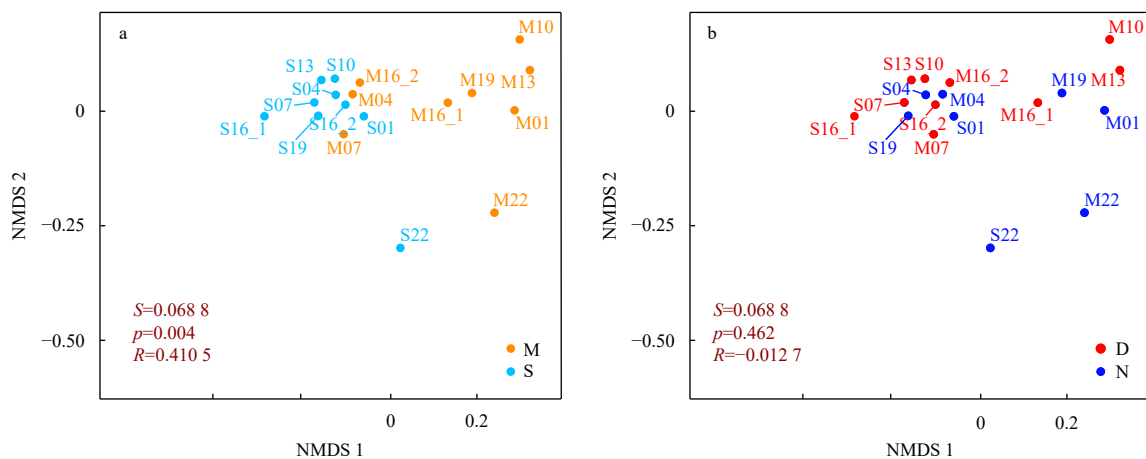 a
M10
S13
S10
M16_2
M19
M13
S04
S07
M04
M16_1
M01
S16_1
S16_2
S01
S19
M07
M22
S22
0
−0.25
−0.50
NMDS 2
S=0.068 8
p=0.004
R=0.410 5
M
S
0
0.2
NMDS 1
b
M10
S13
S10
M16_2
M19
M13
S04
S07
M04
M16_1
M01
S16_1
S16_2
S01
S19
M07
M22
S22
0
−0.25
−0.50
NMDS 2
S=0.068 8
p=0.462
R=−0.012 7
D
N
0
0.2
NMDS 1